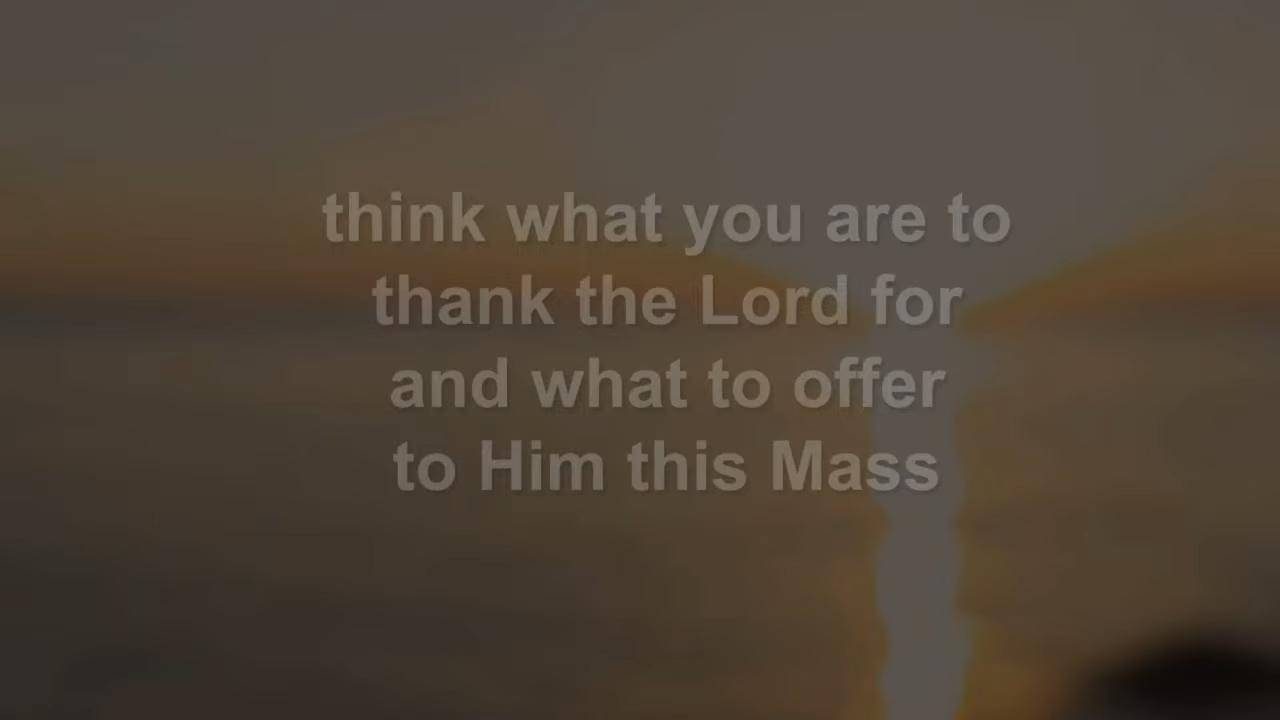 think what you are to
thank the Lord for
and what to offer
to Him this Mass